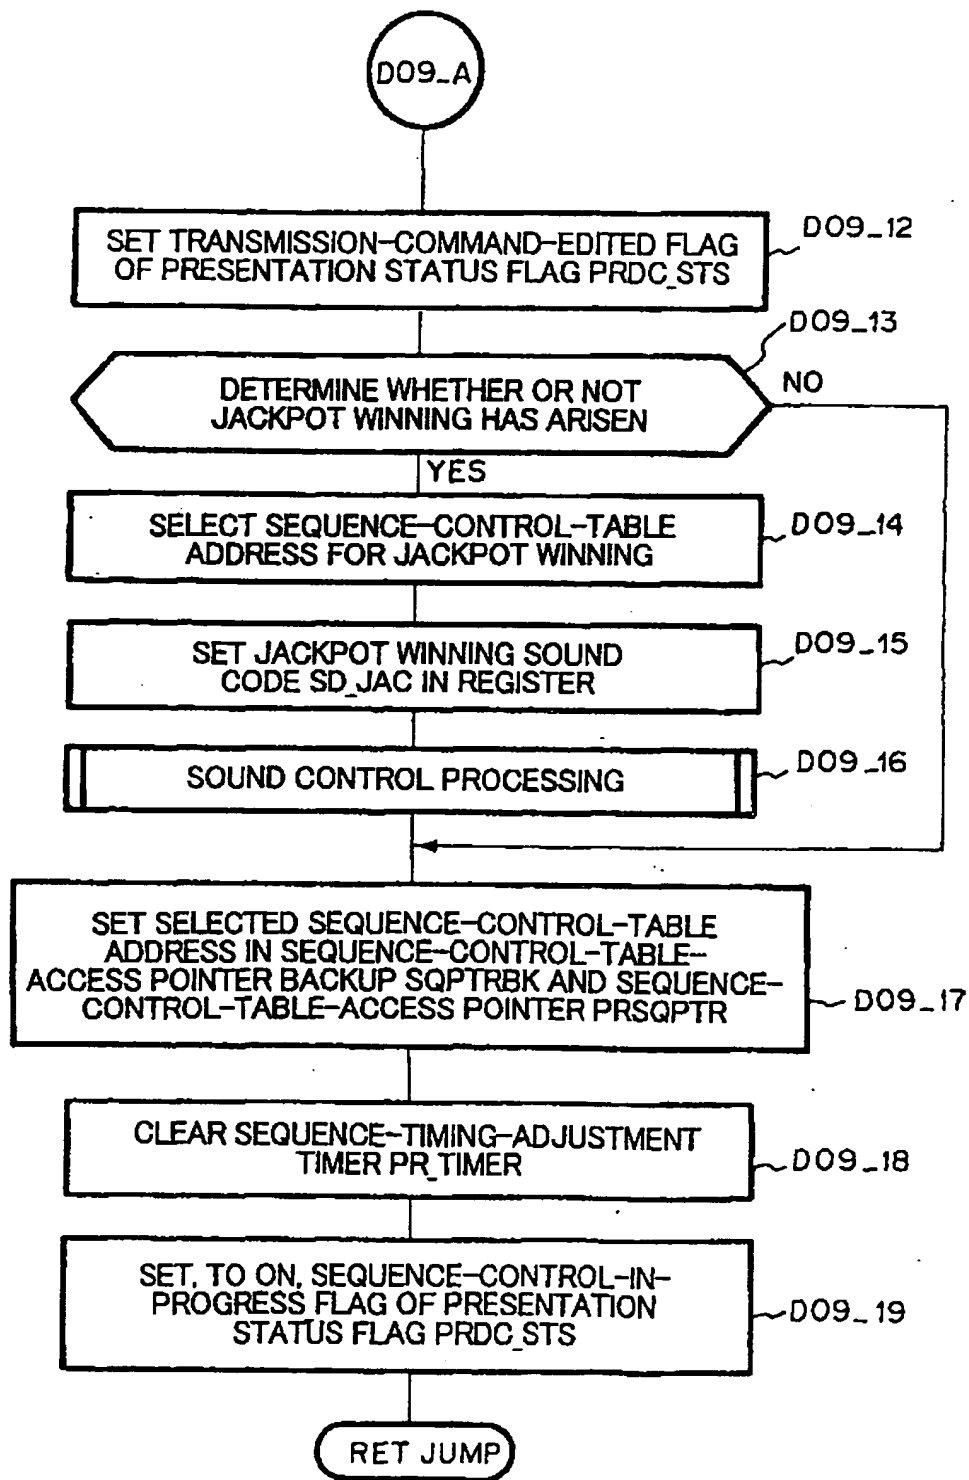 D09_A
SET TRANSMISSION-COMMAND-EDITED FLAG
OF PRESENTATION STATUS FLAG PRDC_STS
D09_12
D09_13
DETERMINE WHETHER OR NOT
JACKPOT WINNING HAS ARISEN
NO
YES
SELECT SEQUENCE-CONTROL-TABLE
ADDRESS FOR JACKPOT WINNING
D09_14
SET JACKPOT WINNING SOUND
CODE SD_JAC IN REGISTER
D09_15
SOUND CONTROL PROCESSING
D09_16
SET SELECTED SEQUENCE-CONTROL-TABLE
ADDRESS IN SEQUENCE-CONTROL-TABLE-
ACCESS POINTER BACKUP SQPTRBK AND SEQUENCE-
CONTROL-TABLE-ACCESS POINTER PRSQPTR
D09_17
CLEAR SEQUENCE-TIMING-ADJUSTMENT
TIMER PR_TIMER
D09_18
SET, TO ON, SEQUENCE-CONTROL-IN-
PROGRESS FLAG OF PRESENTATION
STATUS FLAG PRDC_STS
D09_19
RET JUMP